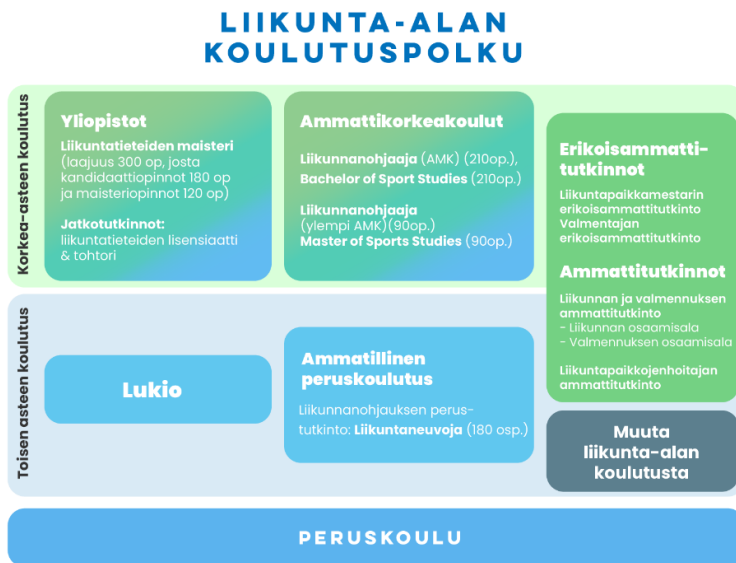 LIIKUNTA-ALAN
KOULUTUSPOLKU
Korkea-asteen koulutus
Yliopistot
Liikuntatieteiden maisteri
(laajuus 300 op, josta
kandidaattiopinnot 180 op
ja maisteriopinnot 120 op)
Jatkotutkinnot:
liikuntatieteiden lisensiaatti
& tohtori
Ammattikorkeakoulut
Liikunnanohjaaja (AMK) (210op.),
Bachelor of Sport Studies (210op.)
Liikunnanohjaaja
(ylempi AMK)(90op.)
Master of Sports Studies (90op.)
Erikoisammatti-
tutkinnot
Liikuntapaikkamestarin
erikoisammattitutkinto
Valmentajan
erikoisammattitutkinto
Ammattitutkinnot
Liikunnan ja valmennuksen
ammattitutkinto
- Liikunnan osaamisala
- Valmennuksen osaamisala
Liikuntapaikkojenhoitajan
ammattitutkinto
Toisen asteen koulutus
Lukio
Ammatillinen
peruskoulutus
Liikunnanohjauksen perus-
tutkinto: Liikuntaneuvoja (180 osp.)
Muuta
liikunta-alan
koulutusta
PERUSKOULU